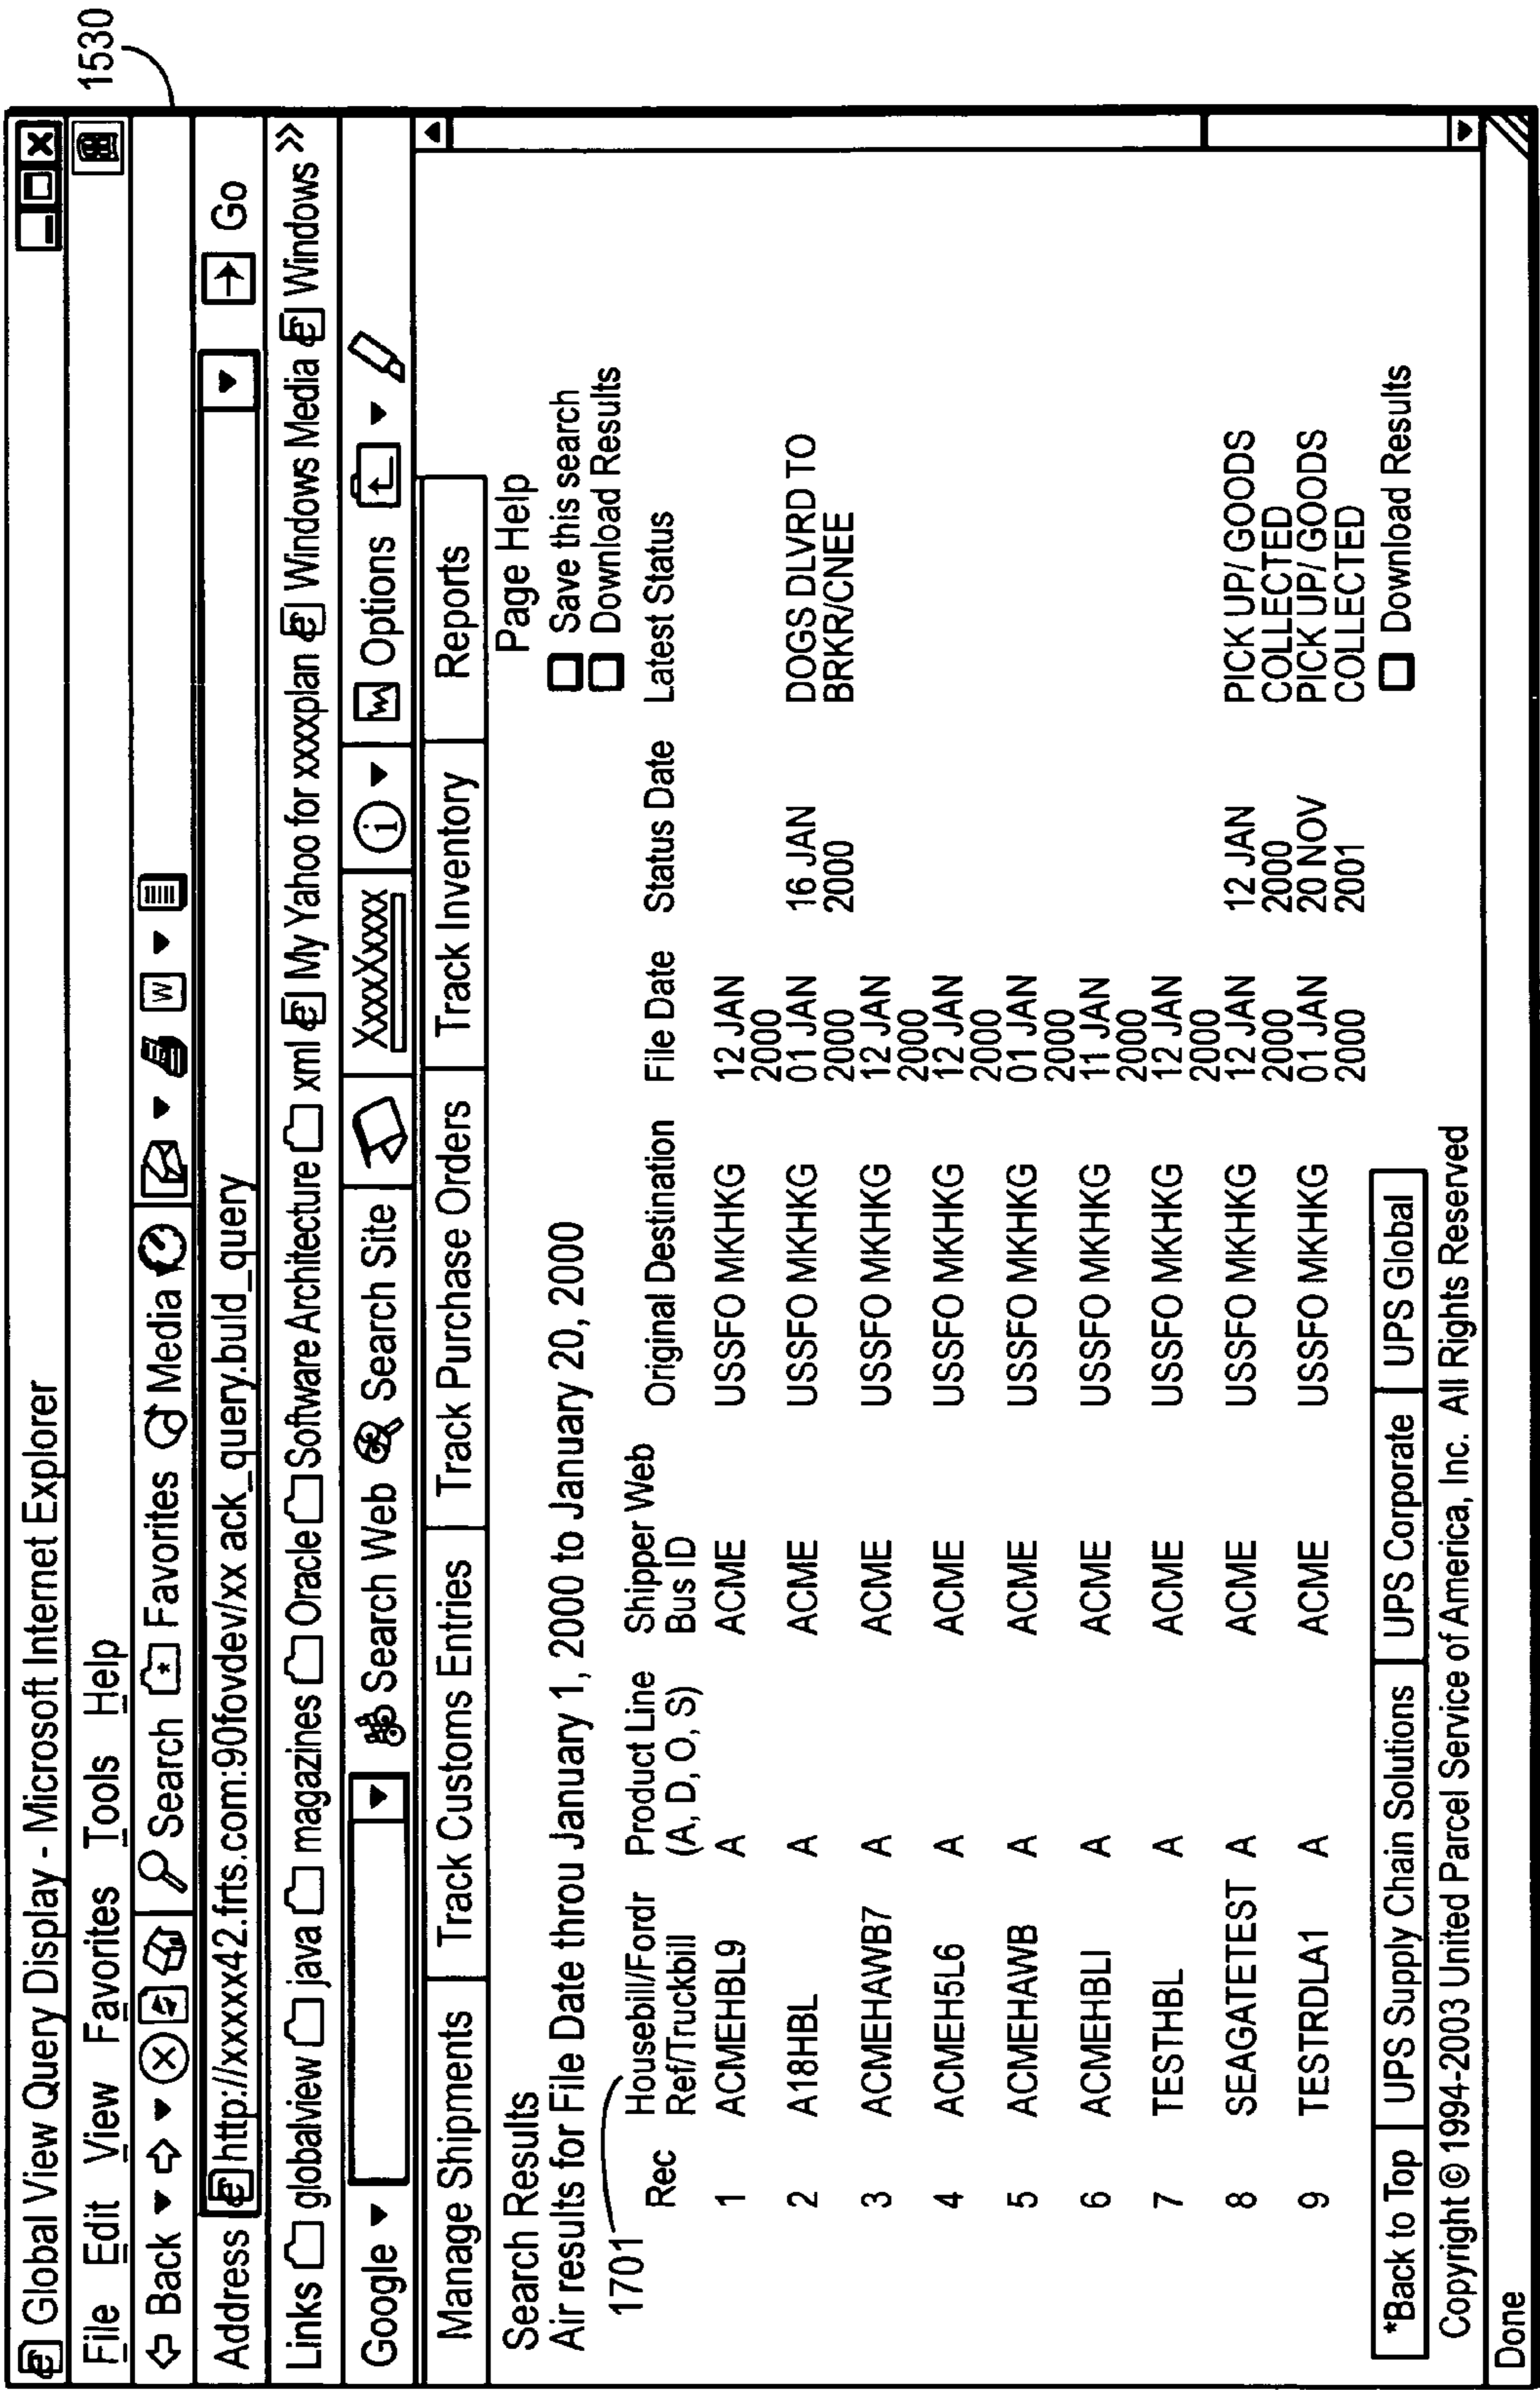 1530
Global View Query Display - Microsoft Internet Explorer
File Edit View Favorites Tools Help
Back Search Favorites Media W
Address http://xxxxx42.frts.com:90fovdev/xx ack_query.buld_query Go
Links globalview java magazines Oracle Software Architecture xml My Yahoo for xxxxplan Windows Media Windows »
Google Search Web Search Site XxxxXxxxx i Options
Manage Shipments Track Customs Entries Track Purchase Orders Track Inventory Reports
Search Results Page Help
Air results for File Date throu January 1, 2000 to January 20, 2000 Save this search
Download Results
1701
Rec Housebill/Fordr Product Line Shipper Web Original Destination File Date Status Date Latest Status
Ref/Truckbill (A, D, O, S) Bus ID
1 ACMEHBL9 A ACME USSFO MKHKG 12 JAN
2000
2 A18HBL A ACME USSFO MKHKG 01 JAN 16 JAN DOGS DLVRD TO
2000 2000 BRKR/CNEE
3 ACMEHAWB7 A ACME USSFO MKHKG 12 JAN
2000
4 ACMEH5L6 A ACME USSFO MKHKG 12 JAN
2000
5 ACMEHAWB A ACME USSFO MKHKG 01 JAN
2000
6 ACMEHBLI A ACME USSFO MKHKG 11 JAN
2000
7 TESTHBL A ACME USSFO MKHKG 12 JAN
2000
8 SEAGATETEST A ACME USSFO MKHKG 12 JAN 12 JAN PICK UP/ GOODS
2000 2000 COLLECTED
9 TESTRDLA1 A ACME USSFO MKHKG 01 JAN 20 NOV PICK UP/ GOODS
2000 2001 COLLECTED
*Back to Top UPS Supply Chain Solutions UPS Corporate UPS Global Download Results
Copyright © 1994-2003 United Parcel Service of America, Inc. All Rights Reserved
Done